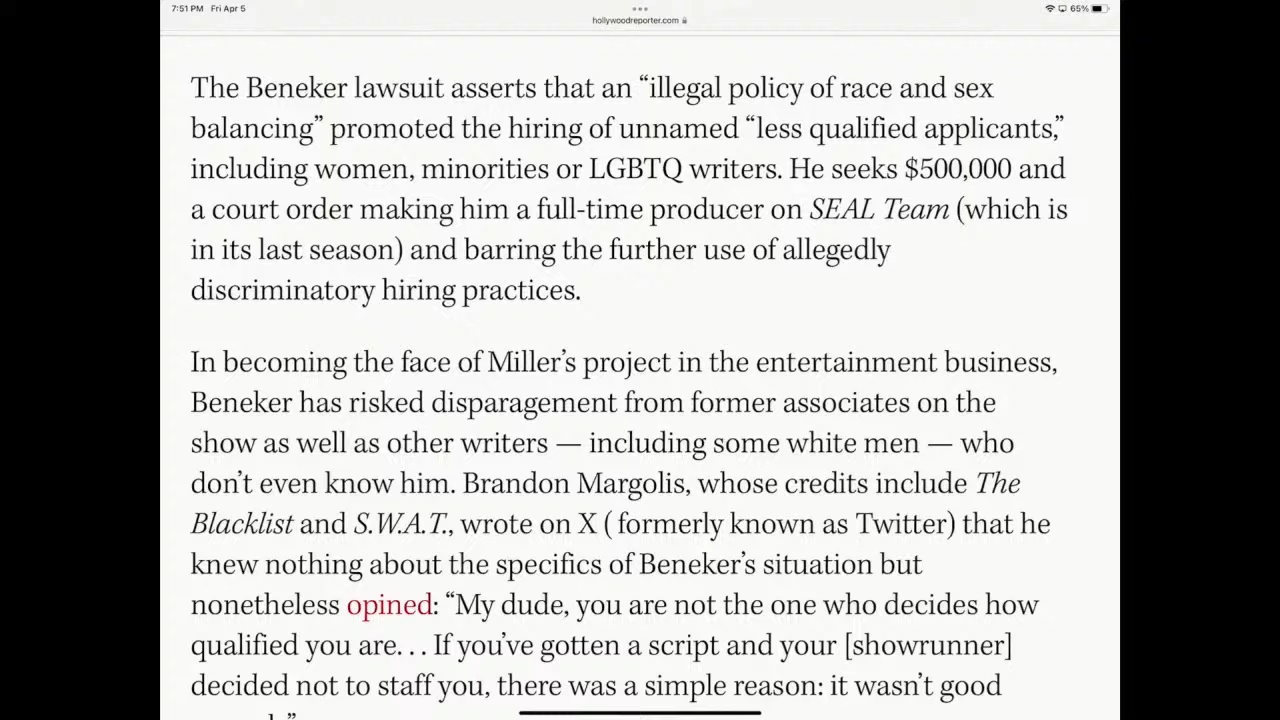 7:51 PM Fri Apr 5
65%
hollywoodreporter.com
The Beneker lawsuit asserts that an “illegal policy of race and sex
balancing” promoted the hiring of unnamed “less qualified applicants,”
including women, minorities or LGBTQ writers. He seeks $500,000 and
a court order making him a full-time producer on SEAL Team (which is
in its last season) and barring the further use of allegedly
discriminatory hiring practices.
In becoming the face of Miller’s project in the entertainment business,
Beneker has risked disparagement from former associates on the
show as well as other writers — including some white men — who
don’t even know him. Brandon Margolis, whose credits include The
Blacklist and S.W.A.T., wrote on X ( formerly known as Twitter) that he
knew nothing about the specifics of Beneker’s situation but
nonetheless opined: “My dude, you are not the one who decides how
qualified you are. . . If you’ve gotten a script and your [showrunner]
decided not to staff you, there was a simple reason: it wasn’t good